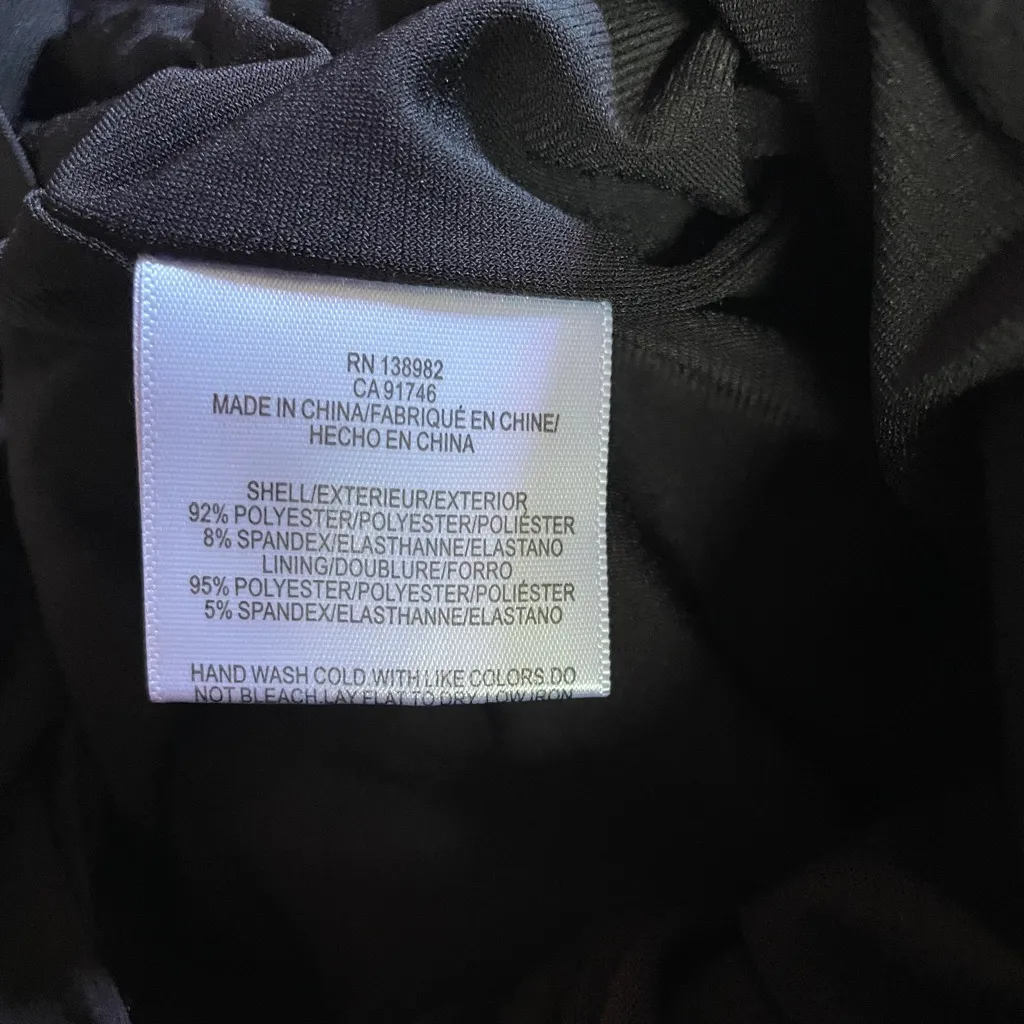 RN 138982
CA 91746
MADE IN CHINA/FABRIQUÉ EN CHINE/
HECHO EN CHINA
SHELL/EXTERIEUR/EXTERIOR
92% POLYESTER/POLYESTER/POLIÉSTER
8% SPANDEX/ELASTHANNE/ELASTANO
LINING/DOUBLURE/FORRO
95% POLYESTER/POLYESTER/POLIÉSTER
5% SPANDEX/ELASTHANNE/ELASTANO
HAND WASH COLD.WITH LIKE COLORS.DO
NOT BLEACH.LAY FLAT TO DRY. LOW IRON